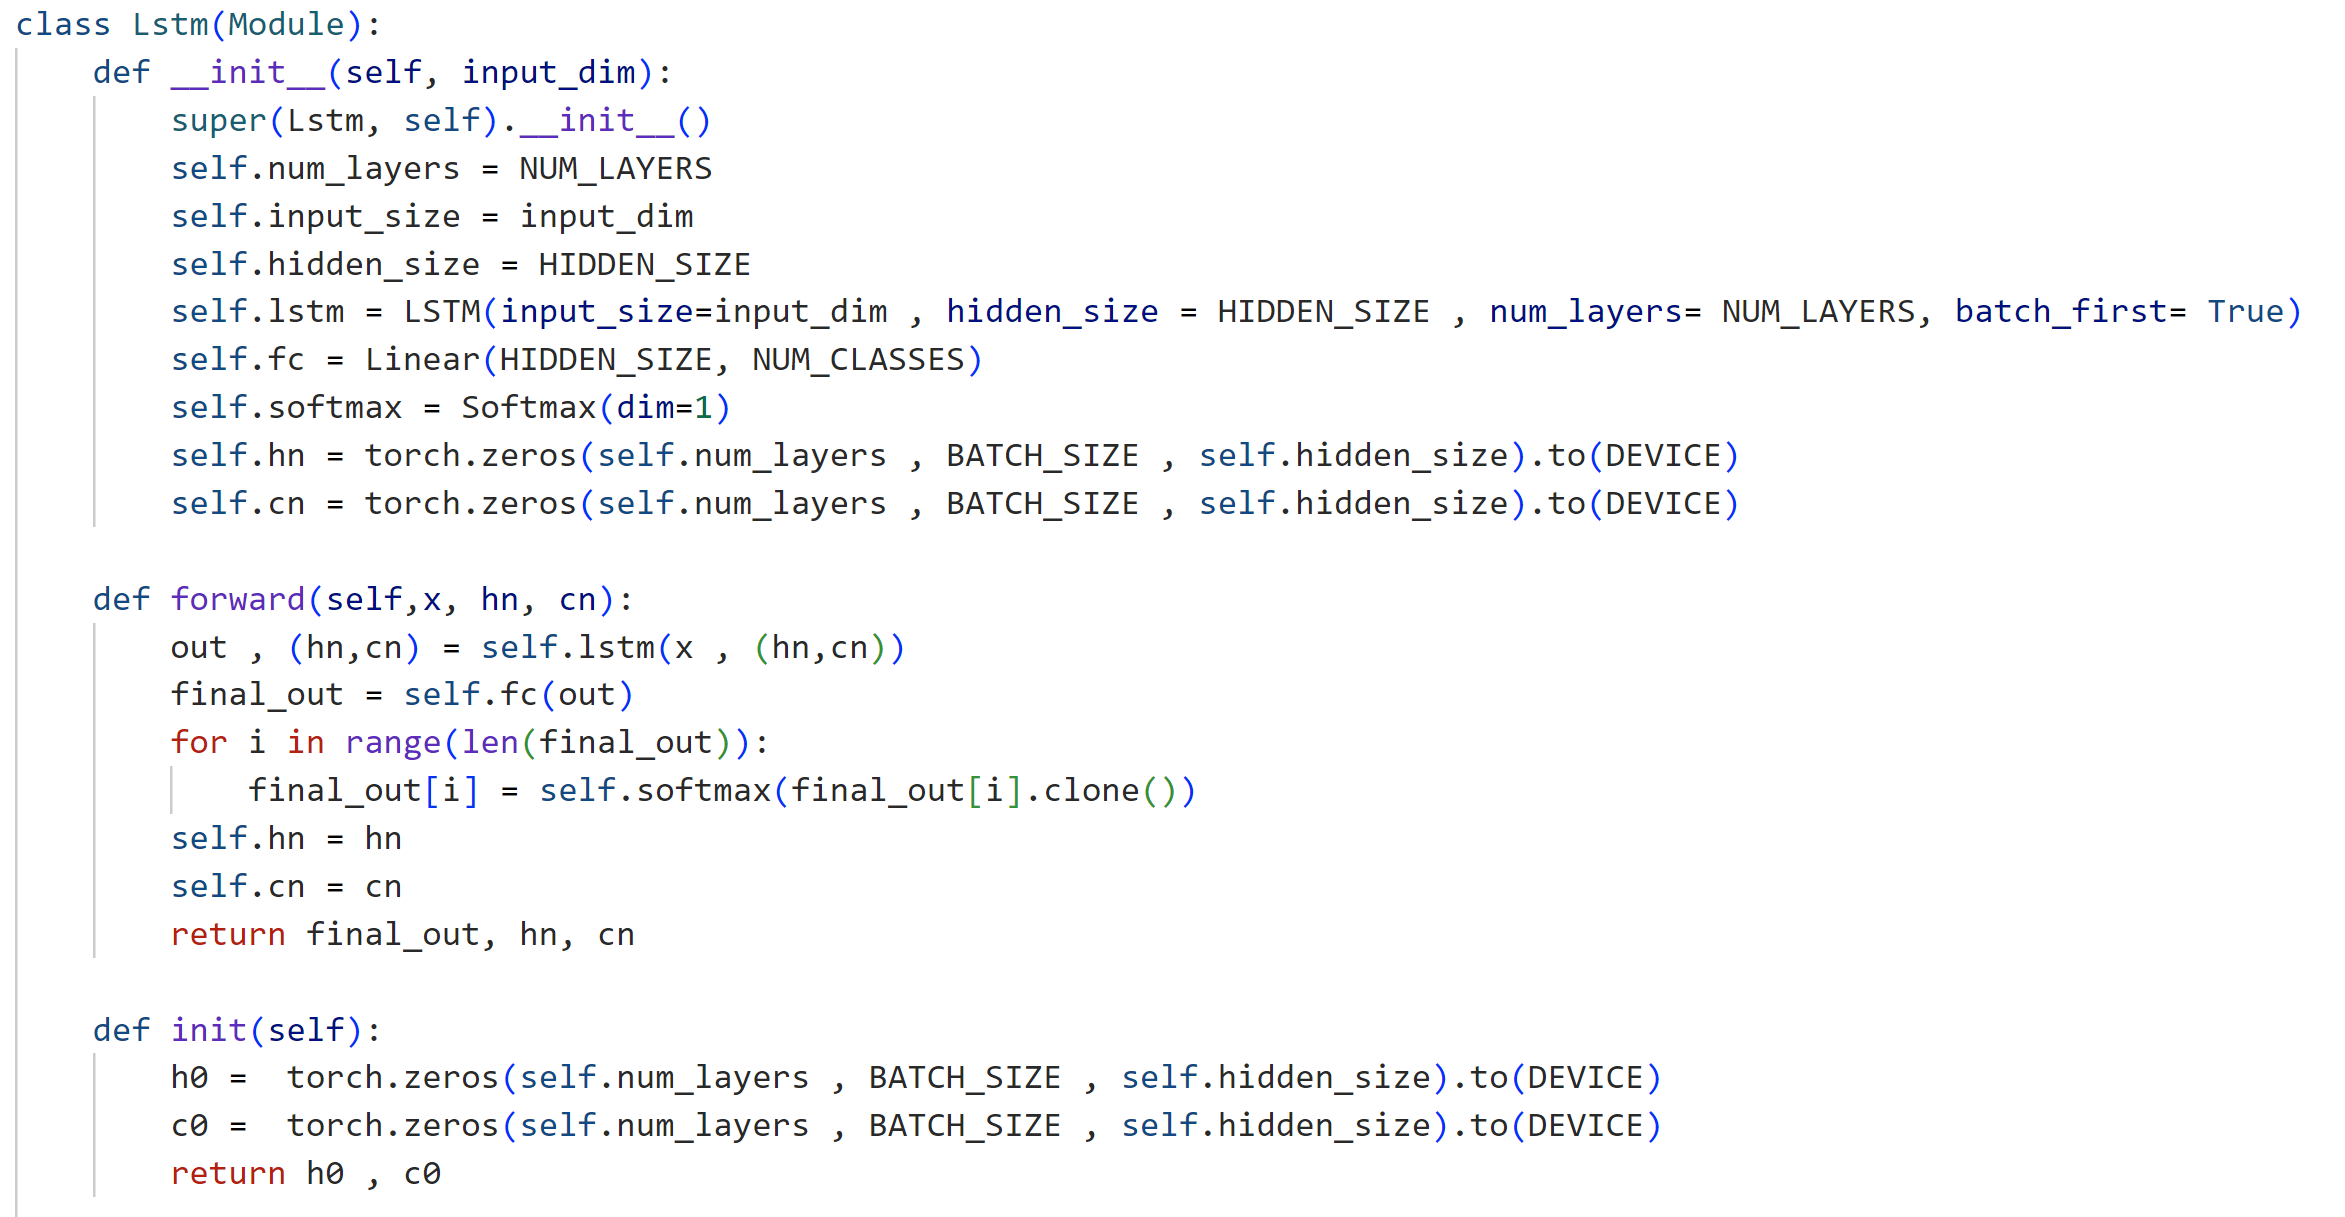 class Lstm(Module):
    def __init__(self, input_dim):
        super(Lstm, self).__init__()
        self.num_layers = NUM_LAYERS
        self.input_size = input_dim
        self.hidden_size = HIDDEN_SIZE
        self.lstm = LSTM(input_size=input_dim , hidden_size = HIDDEN_SIZE , num_layers= NUM_LAYERS, batch_first= True)
        self.fc = Linear(HIDDEN_SIZE, NUM_CLASSES)
        self.softmax = Softmax(dim=1)
        self.hn = torch.zeros(self.num_layers , BATCH_SIZE , self.hidden_size).to(DEVICE)
        self.cn = torch.zeros(self.num_layers , BATCH_SIZE , self.hidden_size).to(DEVICE)

    def forward(self,x, hn, cn):
        out , (hn,cn) = self.lstm(x , (hn,cn))
        final_out = self.fc(out)
        for i in range(len(final_out)):
            final_out[i] = self.softmax(final_out[i].clone())
        self.hn = hn
        self.cn = cn
        return final_out, hn, cn

    def init(self):
        h0 =  torch.zeros(self.num_layers , BATCH_SIZE , self.hidden_size).to(DEVICE)
        c0 =  torch.zeros(self.num_layers , BATCH_SIZE , self.hidden_size).to(DEVICE)
        return h0 , c0